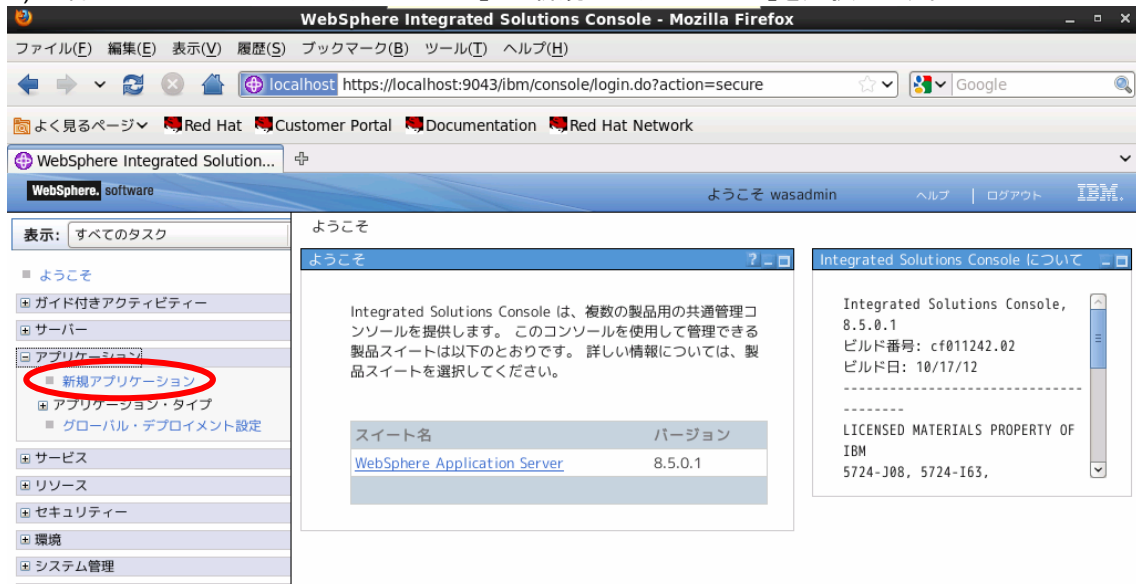 WebSphere Integrated Solutions Console - Mozilla Firefox
ファイル(F) 編集(E) 表示(V) 履歴(S) ブックマーク(B) ツール(T) ヘルプ(H)
localhost https://localhost:9043/ibm/console/login.do?action=secure
Google
よく見るページ Red Hat Customer Portal Documentation Red Hat Network
WebSphere Integrated Solution...
WebSphere. software ようこそ wasadmin ヘルプ | ログアウト IBM.
表示: すべてのタスク
ようこそ
ガイド付きアクティビティー
サーバー
アプリケーション
新規アプリケーション
アプリケーション・タイプ
グローバル・デプロイメント設定
サービス
リソース
セキュリティー
環境
システム管理
ようこそ
ようこそ ?
Integrated Solutions Console は、複数の製品用の共通管理コ
ンソールを提供します。 このコンソールを使用して管理できる
製品スイートは以下のとおりです。 詳しい情報については、製
品スイートを選択してください。
スイート名 バージョン
WebSphere Application Server 8.5.0.1
Integrated Solutions Console について
Integrated Solutions Console,
8.5.0.1
ビルド番号: cf011242.02
ビルド日: 10/17/12
----------------------------
--------
LICENSED MATERIALS PROPERTY OF
IBM
5724-J08, 5724-I63,